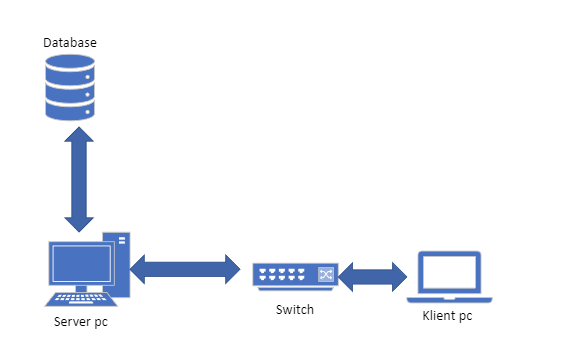 Database
Server pc
Switch
Klient pc